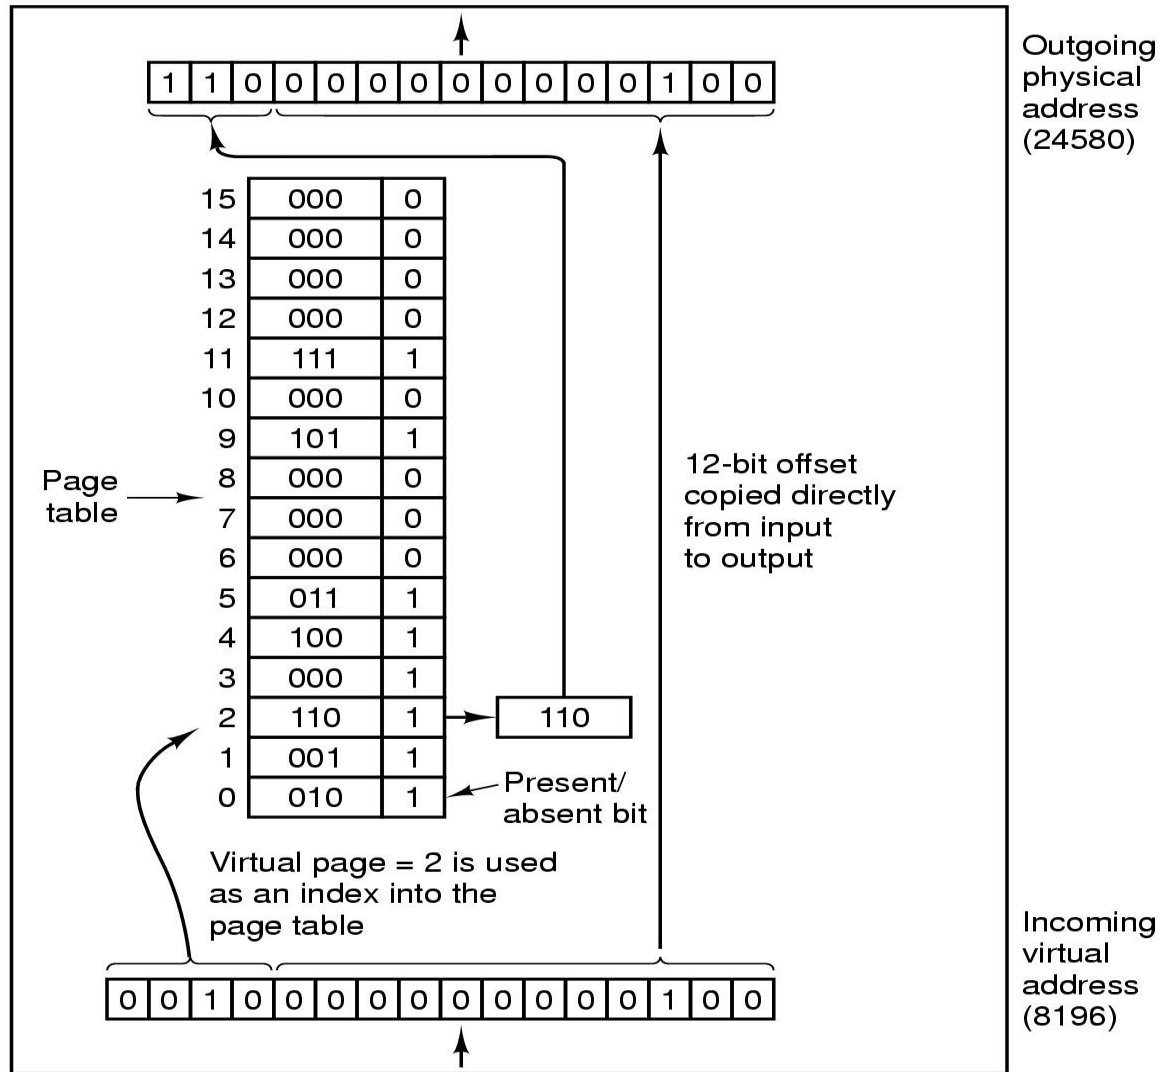 Outgoing
physical
address
(24580)
1 1 0 0 0 0 0 0 0 0 0 0 1 0 0
15 000 0
14 000 0
13 000 0
12 000 0
11 111 1
10 000 0
9 101 1
8 000 0
7 000 0
6 000 0
5 011 1
4 100 1
3 000 1
2 110 1
1 001 1
0 010 1
Page
table
110
12-bit offset
copied directly
from input
to output
Present/
absent bit
Virtual page = 2 is used
as an index into the
page table
0 0 1 0 0 0 0 0 0 0 0 0 0 1 0 0
Incoming
virtual
address
(8196)